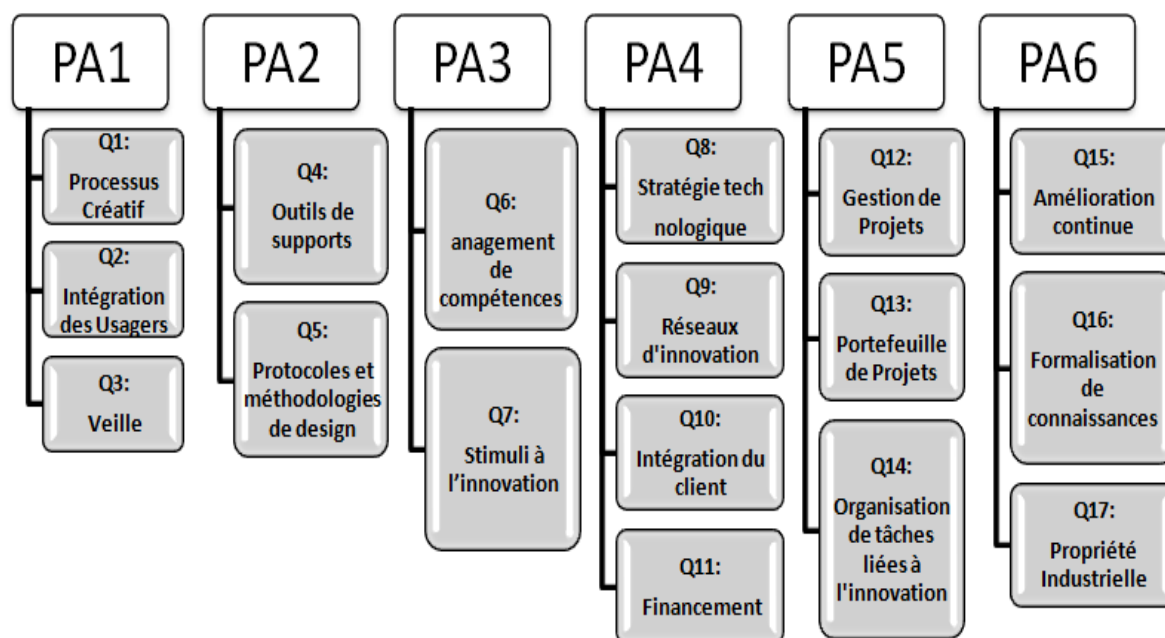 PA1
Q1:
Processus
Créatif
Q2:
Intégration
des Usagers
Q3:
Veille
PA2
Q4:
Outils de
supports
Q5:
Protocoles et
méthodologies
de design
PA3
Q6:
anagement
de
compétences
Q7:
Stimuli à
l’innovation
PA4
Q8:
Stratégie tech
nologique
Q9:
Réseaux
d'innovation
Q10:
Intégration du
client
Q11:
Financement
PA5
Q12:
Gestion de
Projets
Q13:
Portefeuille
de Projets
Q14:
Organisation
de tâches
liées à
l'innovation
PA6
Q15:
Amélioration
continue
Q16:
Formalisation
de
connaissances
Q17:
Propriété
Industrielle